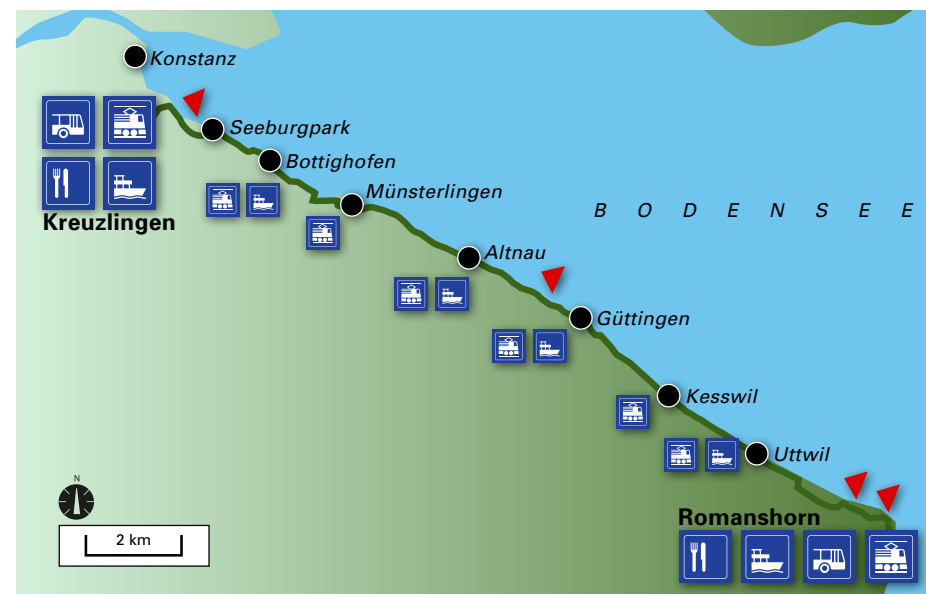 Konstanz
Seeburgpark
Bottighofen
Kreuzlingen
Münsterlingen
B O D E N S E E
Altnau
Güttingen
Kesswil
Uttwil
N
Romanshorn
2 km